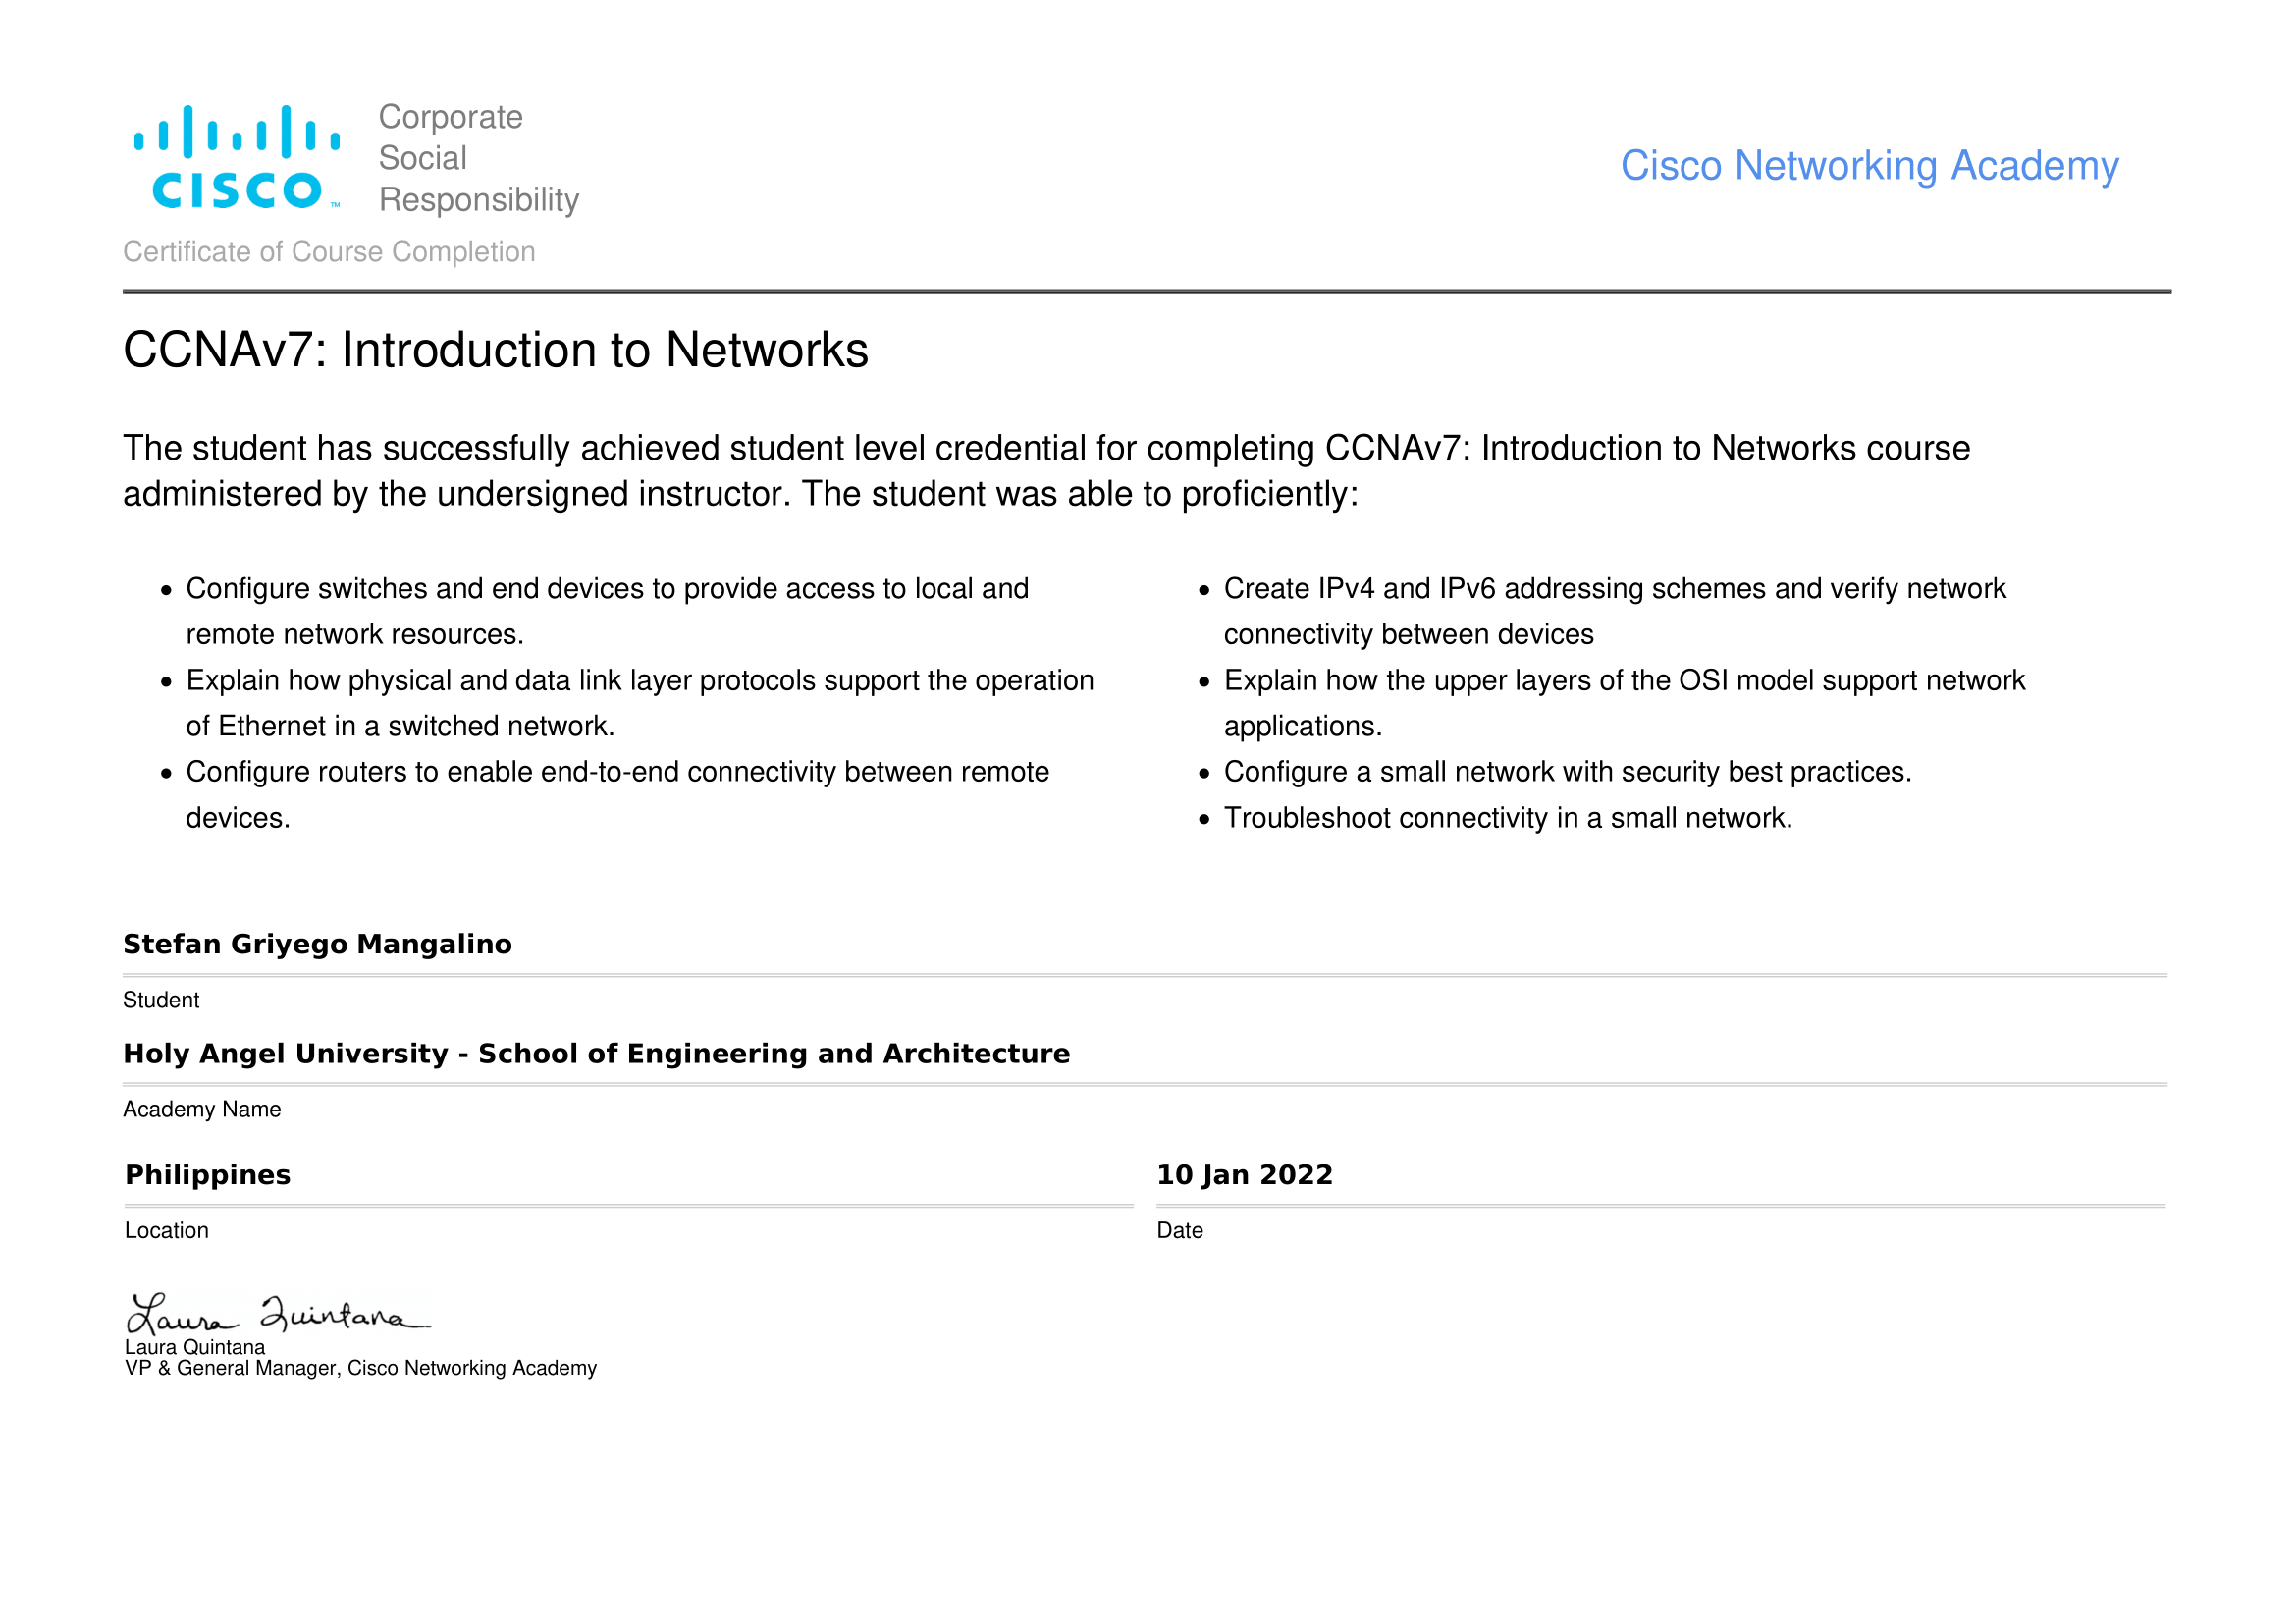 CISCO™
Corporate
Social
Responsibility
Cisco Networking Academy
Certificate of Course Completion
CCNAv7: Introduction to Networks
The student has successfully achieved student level credential for completing CCNAv7: Introduction to Networks course
administered by the undersigned instructor. The student was able to proficiently:
• Configure switches and end devices to provide access to local and
remote network resources.
• Explain how physical and data link layer protocols support the operation
of Ethernet in a switched network.
• Configure routers to enable end-to-end connectivity between remote
devices.
• Create IPv4 and IPv6 addressing schemes and verify network
connectivity between devices
• Explain how the upper layers of the OSI model support network
applications.
• Configure a small network with security best practices.
• Troubleshoot connectivity in a small network.
Stefan Griyego Mangalino
Student
Holy Angel University - School of Engineering and Architecture
Academy Name
Philippines
Location
10 Jan 2022
Date
Laura Quintana
Laura Quintana
VP & General Manager, Cisco Networking Academy